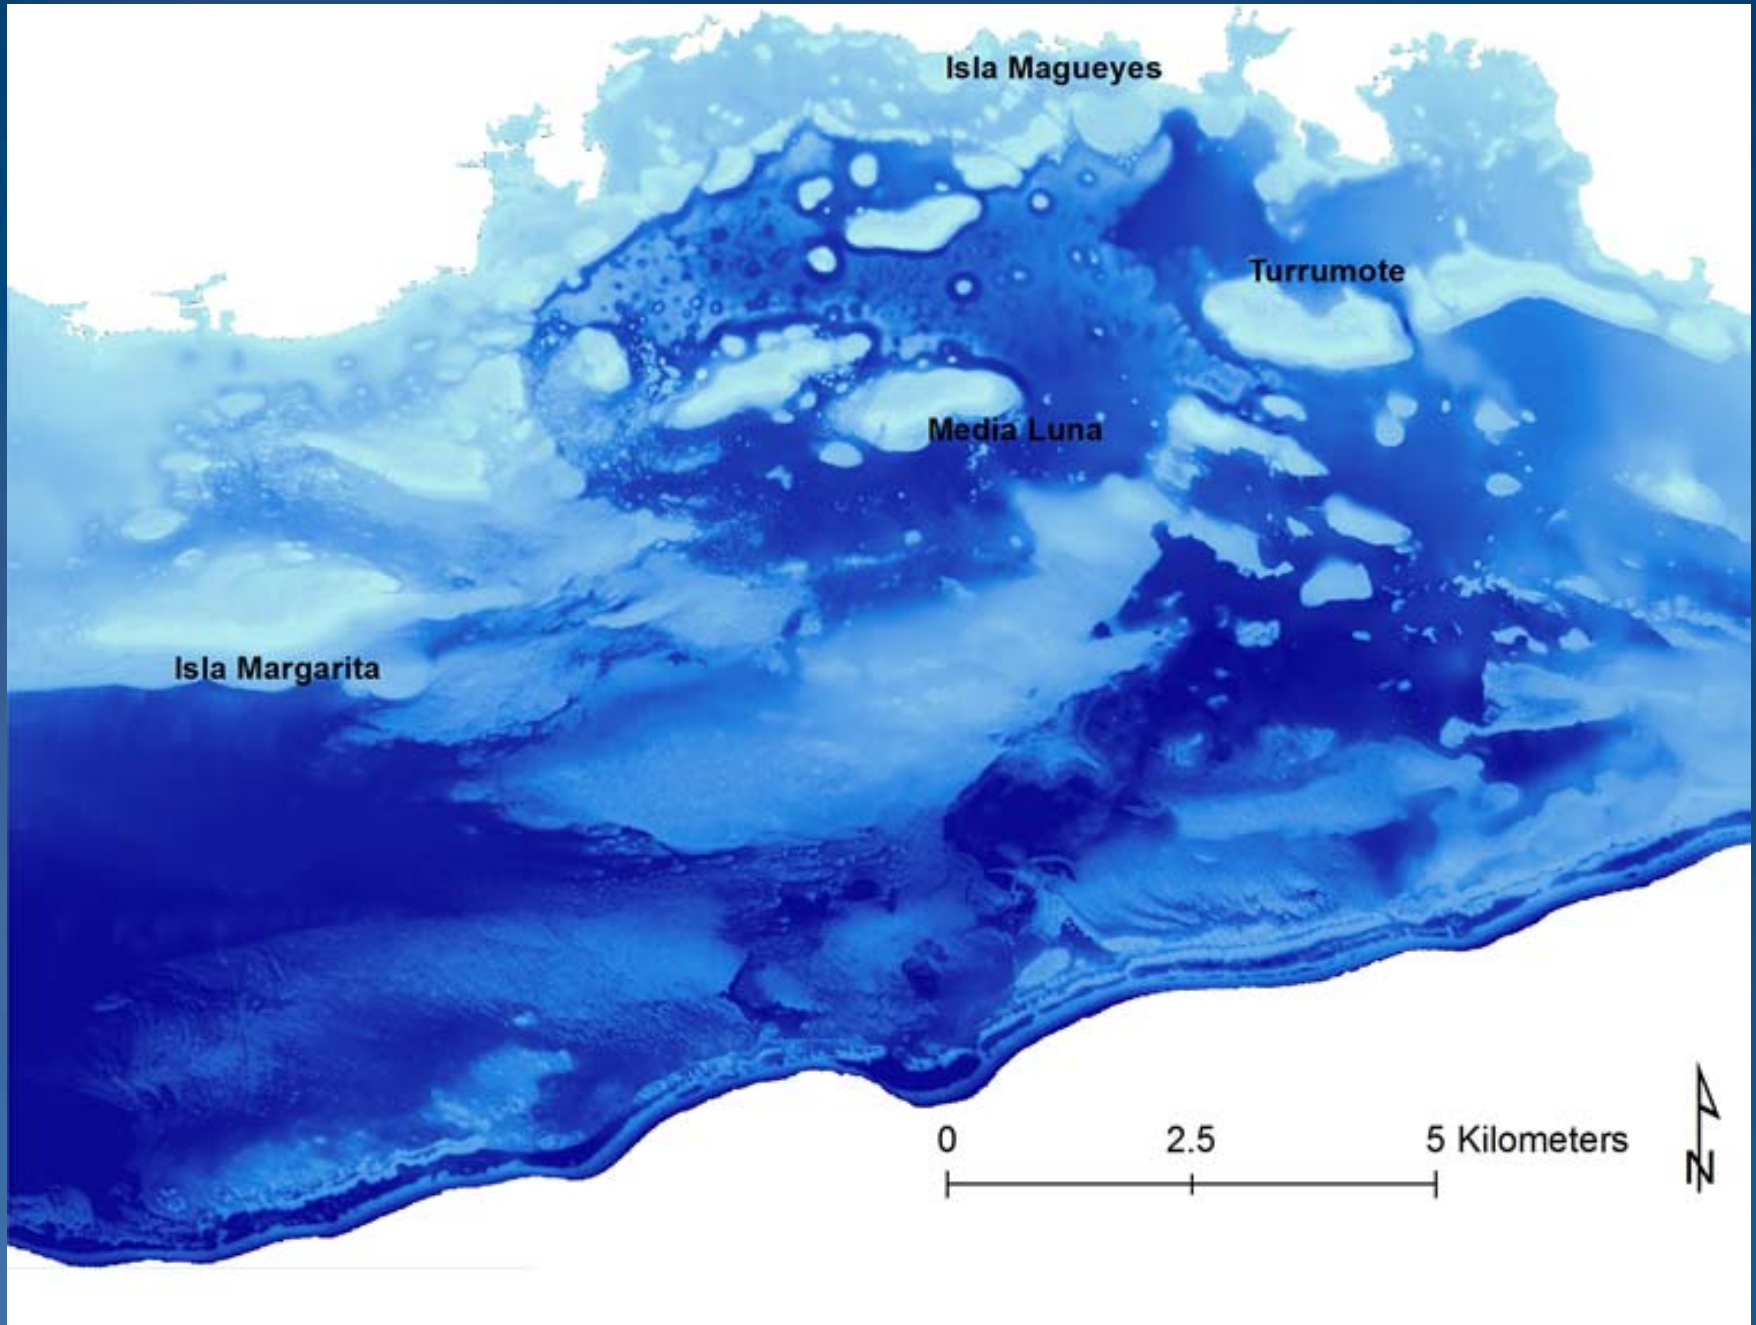 Isla Magueyes
Turrumote
Media Luna
Isla Margarita
0 2.5 5 Kilometers
N